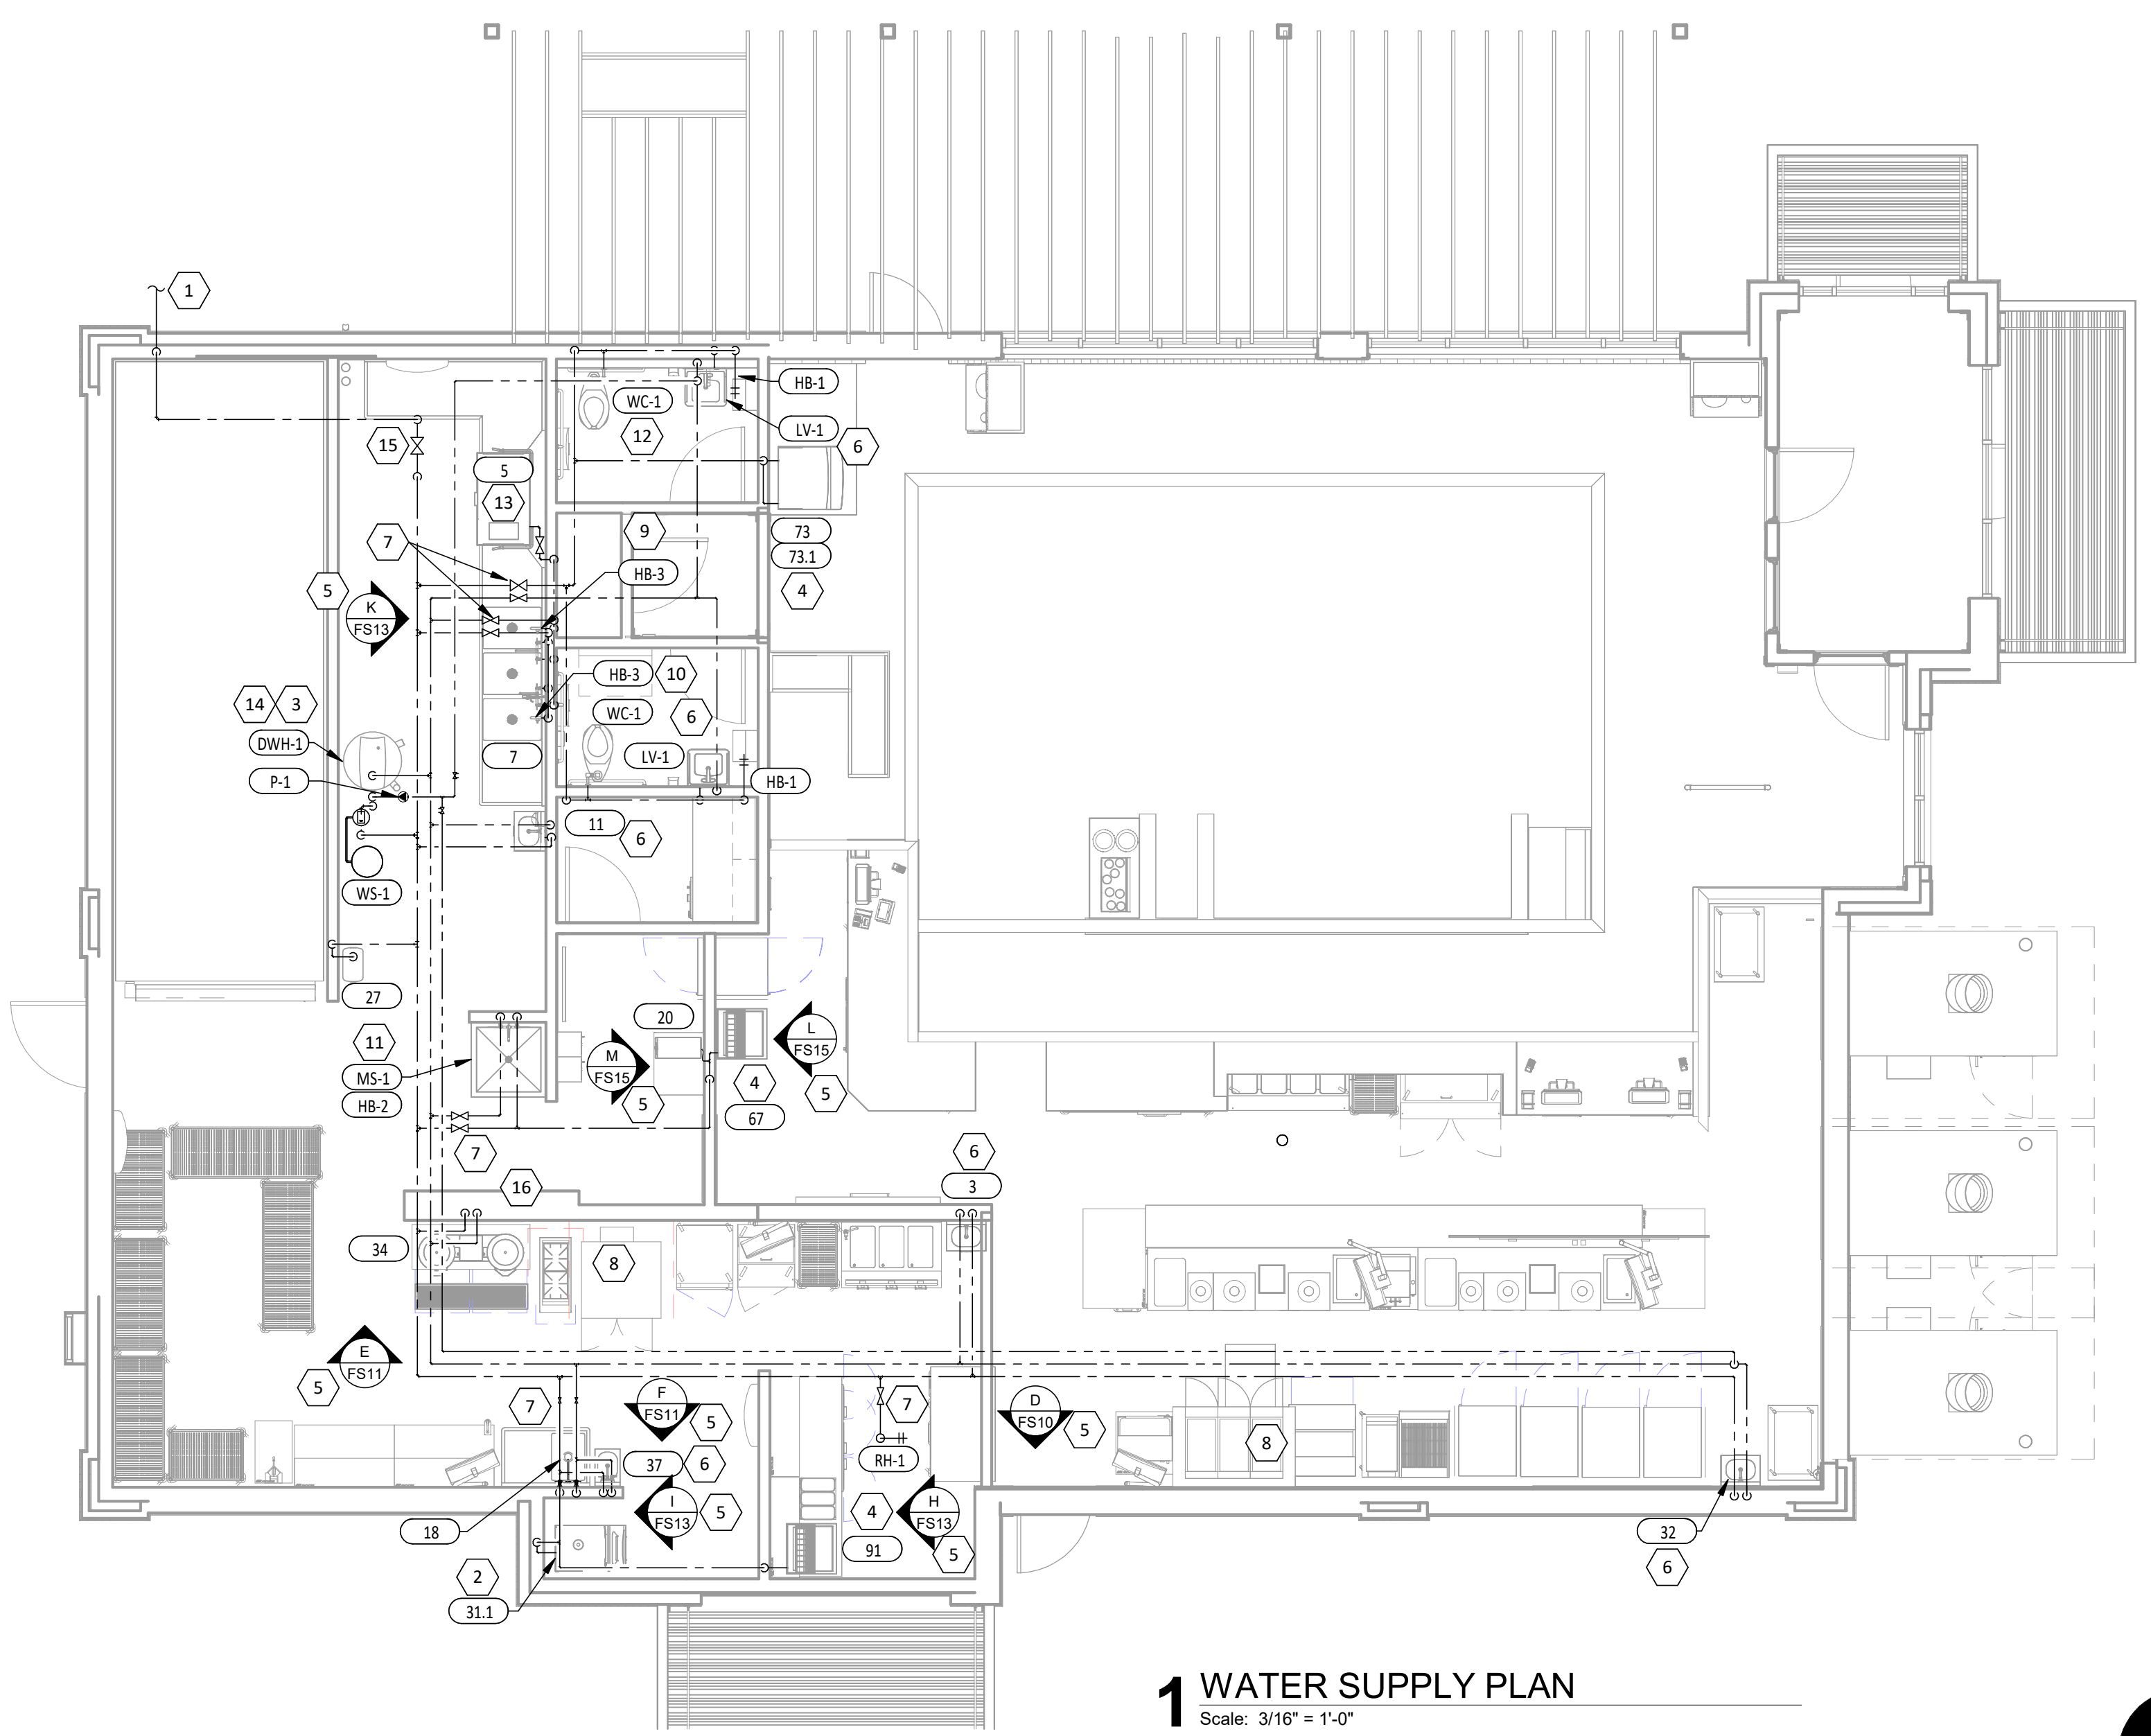 1
HB-1
WC-1
LV-1
12
15
6
5
13
73
9
7
73.1
HB-3
5
4
K
FS13
HB-3
10
14
3
WC-1
6
DWH-1
7
LV-1
P-1
HB-1
11
6
WS-1
27
20
L
FS15
11
M
FS15
MS-1
4
5
5
HB-2
67
7
6
3
16
34
8
E
FS11
5
F
FS11
7
5
7
D
FS10
5
8
37
6
RH-1
I
FS13
5
4
H
FS13
18
91
5
32
2
6
31.1
1 WATER SUPPLY PLAN
Scale: 3/16" = 1'-0"